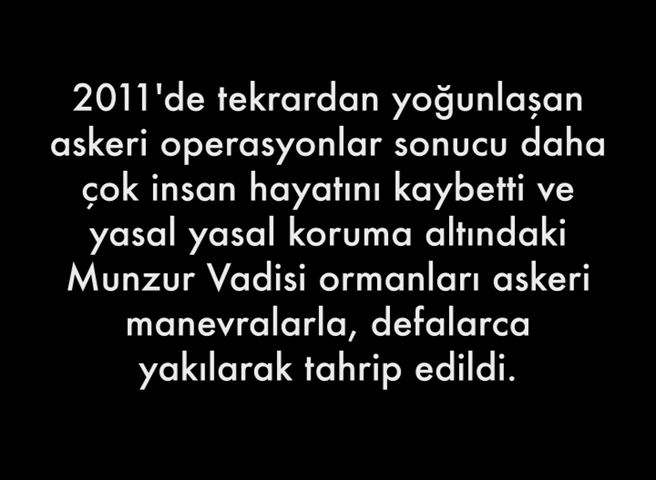 2011'de tekrardan yoğunlaşan
askeri operasyonlar sonucu daha
çok insan hayatını kaybetti ve
yasal yasal koruma altındaki
Munzur Vadisi ormanları askeri
manevralarla, defalarca
yakılarak tahrip edildi.